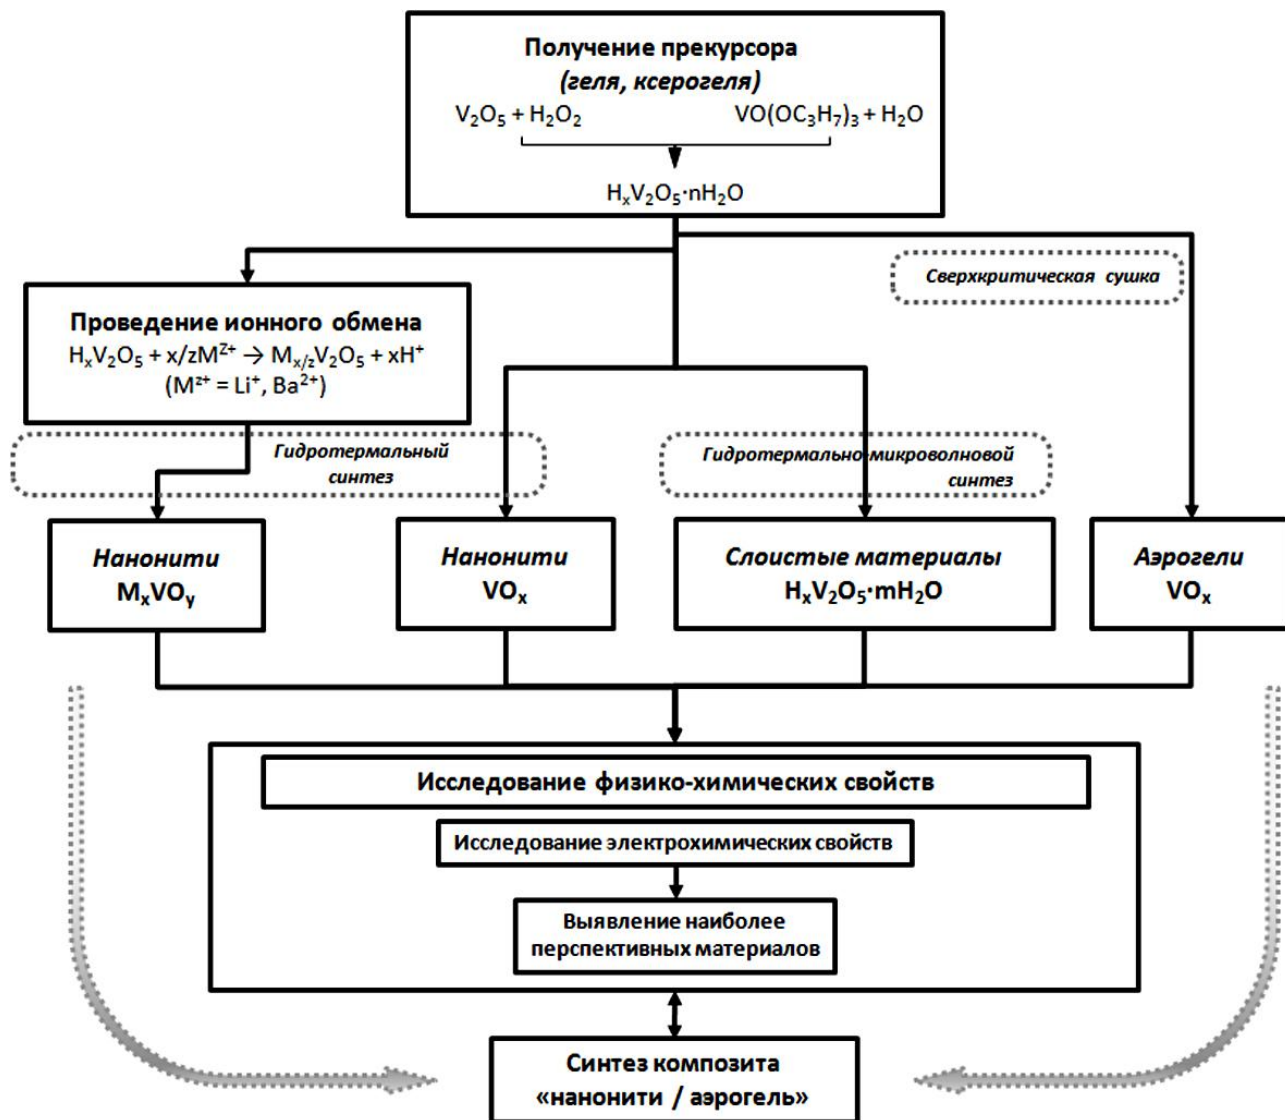 Получение прекурсора
(геля, ксерогеля)
V₂O₅ + H₂O₂ VO(OC₃H₇)₃ + H₂O
HₓV₂O₅·nH₂O
Сверхкритическая сушка
Проведение ионного обмена
HₓV₂O₅ + x/zMᶻ⁺ → Mₓ/zV₂O₅ + xH⁺
(Mᶻ⁺ = Li⁺, Ba²⁺)
Гидротермальный
синтез
Гидротермально-микроволновой
синтез
Нанонити
MₓVOᵧ
Нанонити
VOₓ
Слоистые материалы
HₓV₂O₅·mH₂O
Аэрогели
VOₓ
Исследование физико-химических свойств
Исследование электрохимических свойств
Выявление наиболее
перспективных материалов
Синтез композита
«нанонити / аэрогель»